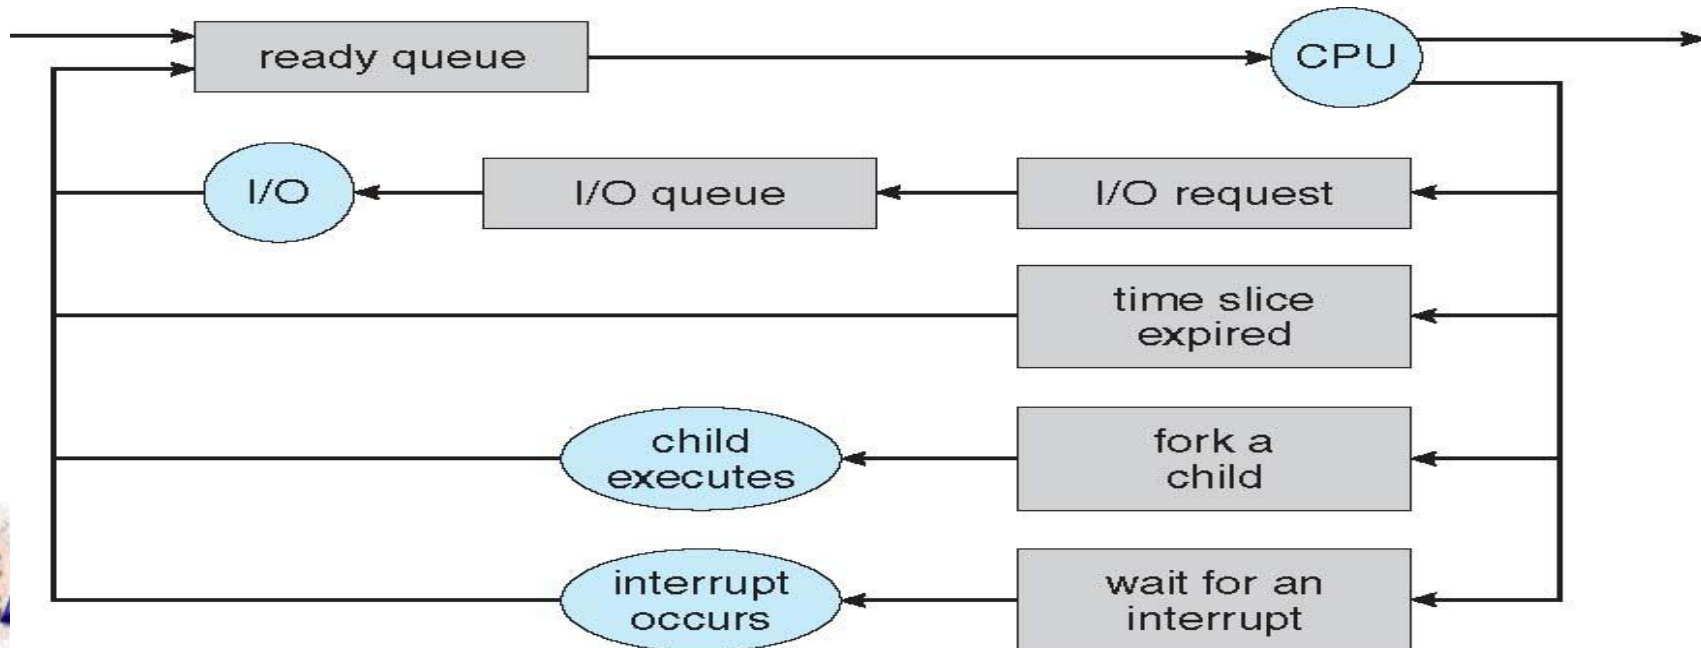 ready queue
CPU
I/O
I/O queue
I/O request
time slice
expired
child
executes
fork a
child
interrupt
occurs
wait for an
interrupt